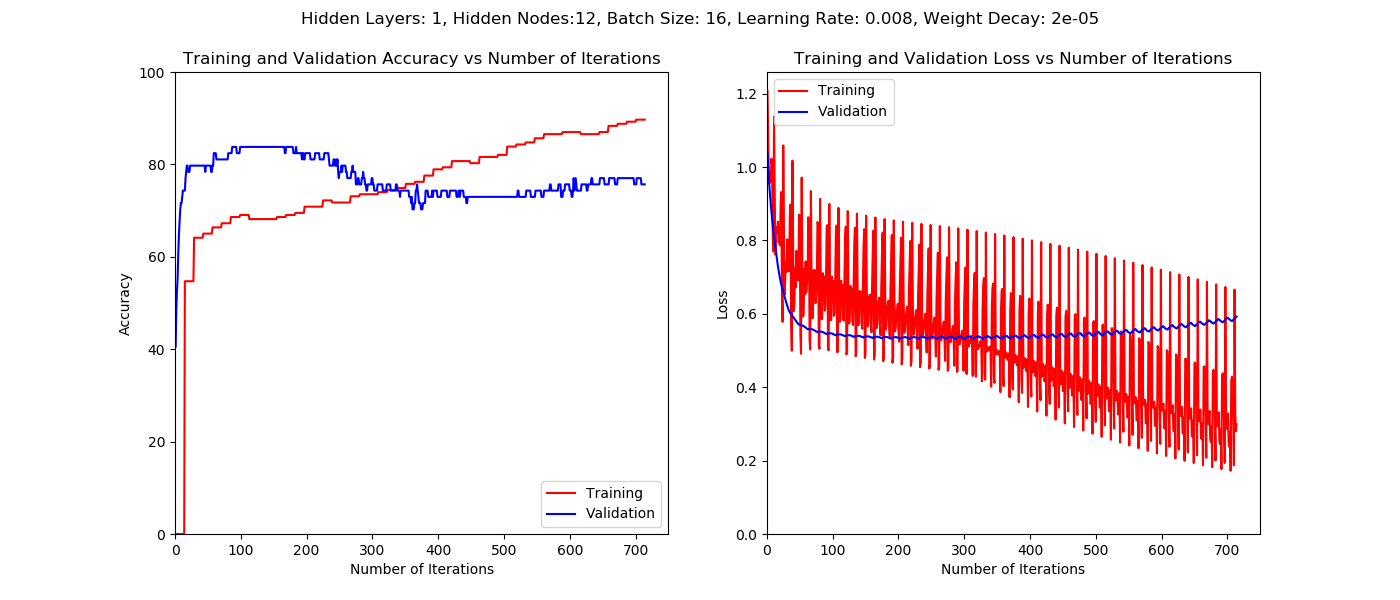 Hidden Layers: 1, Hidden Nodes:12, Batch Size: 16, Learning Rate: 0.008, Weight Decay: 2e-05
Training and Validation Accuracy vs Number of Iterations
100
80
60
40
20
0
Accuracy
0 100 200 300 400 500 600 700
Number of Iterations
Training
Validation
Training and Validation Loss vs Number of Iterations
Training
Validation
1.2
1.0
0.8
0.6
0.4
0.2
0.0
Loss
0 100 200 300 400 500 600 700
Number of Iterations